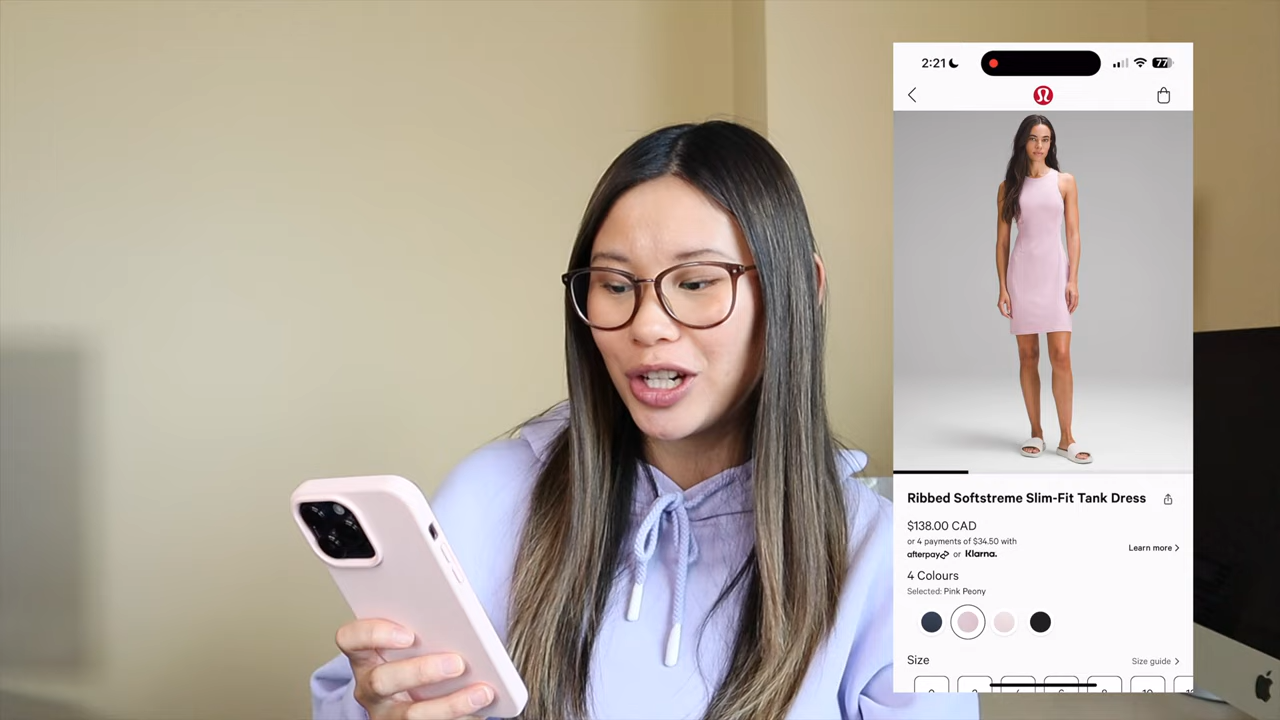 2:21
77
Ribbed Softstreme Slim-Fit Tank Dress
$138.00 CAD
or 4 payments of $34.50 with
afterpay or Klarna.
Learn more >
4 Colours
Selected: Pink Peony
Size
Size guide >